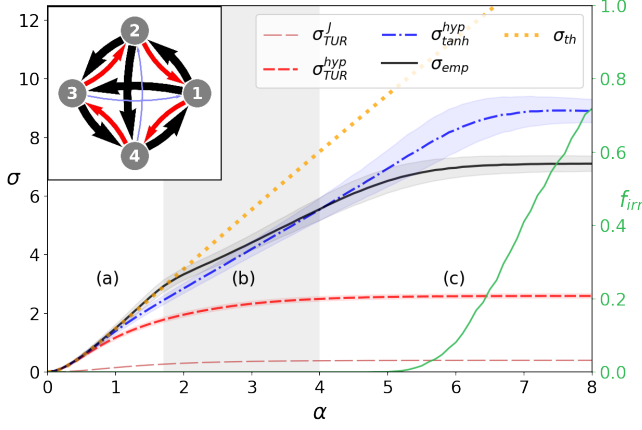 12
10
8
6
4
2
0
σ
0 1 2 3 4 5 6 7 8
α
1.0
0.8
0.6
0.4
0.2
0.0
f_irr
2
3
1
4
σ^J_TUR
σ^hyp_TUR
σ^hyp_tanh
σ_emp
σ_th
(a)
(b)
(c)